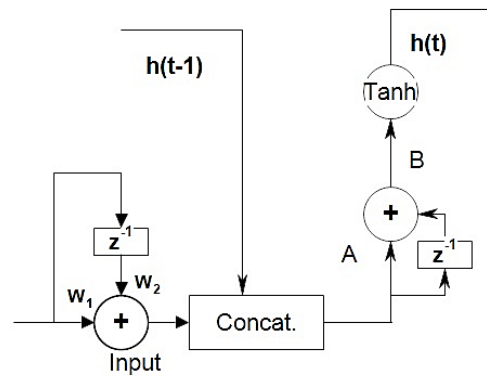 h(t-1)
h(t)
Tanh
B
+
z⁻¹
z⁻¹
A
w₁
w₂
+
Concat.
Input